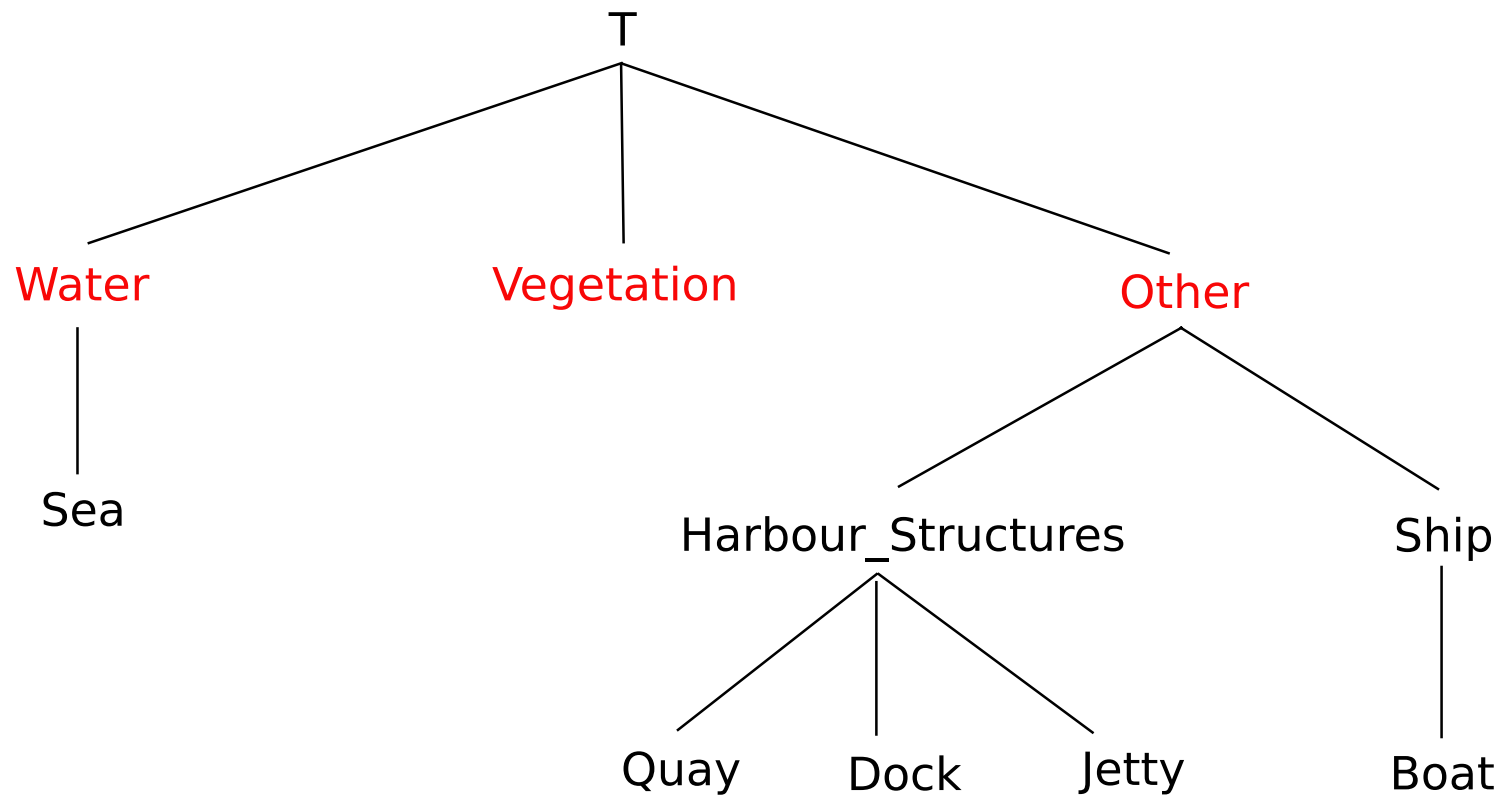 T
Water
Vegetation
Other
Sea
Harbour_Structures
Ship
Quay
Dock
Jetty
Boat